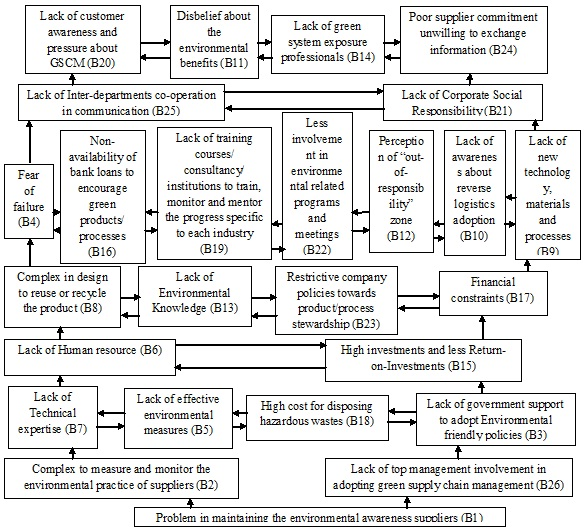 Lack of customer
awareness and
pressure about
GSCM (B20)
Disbelief about
the
environmental
benefits (B11)
Lack of green
system exposure
professionals (B14)
Poor supplier commitment
unwilling to exchange
information (B24)
Lack of Inter-departments co-operation
in communication (B25)
Lack of Corporate Social
Responsibility (B21)
Fear
of
failure
(B4)
Non-
availability of
bank loans to
encourage
green
products/
processes
(B16)
Lack of training
courses/
consultancy/
institutions to train,
monitor and mentor
the progress specific
to each industry
(B19)
Less
involveme
nt in
environme
ntal related
programs
and
meetings
(B22)
Perceptio
n of “out-
of-
responsib
ility”
zone
(B12)
Lack of
awarenes
s about
reverse
logistics
adoption
(B10)
Lack of
new
technolog
y,
materials
and
processes
(B9)
Complex in design
to reuse or recycle
the product (B8)
Lack of
Environmental
Knowledge (B13)
Restrictive company
policies towards
product/process
stewardship (B23)
Financial
constraints (B17)
Lack of Human resource (B6)
High investments and less Return-
on-Investments (B15)
Lack of
Technical
expertise (B7)
Lack of effective
environmental
measures (B5)
High cost for disposing
hazardous wastes (B18)
Lack of government support
to adopt Environmental
friendly policies (B3)
Complex to measure and monitor the
environmental practice of suppliers (B2)
Lack of top management involvement in
adopting green supply chain management (B26)
Problem in maintaining the environmental awareness suppliers (B1)